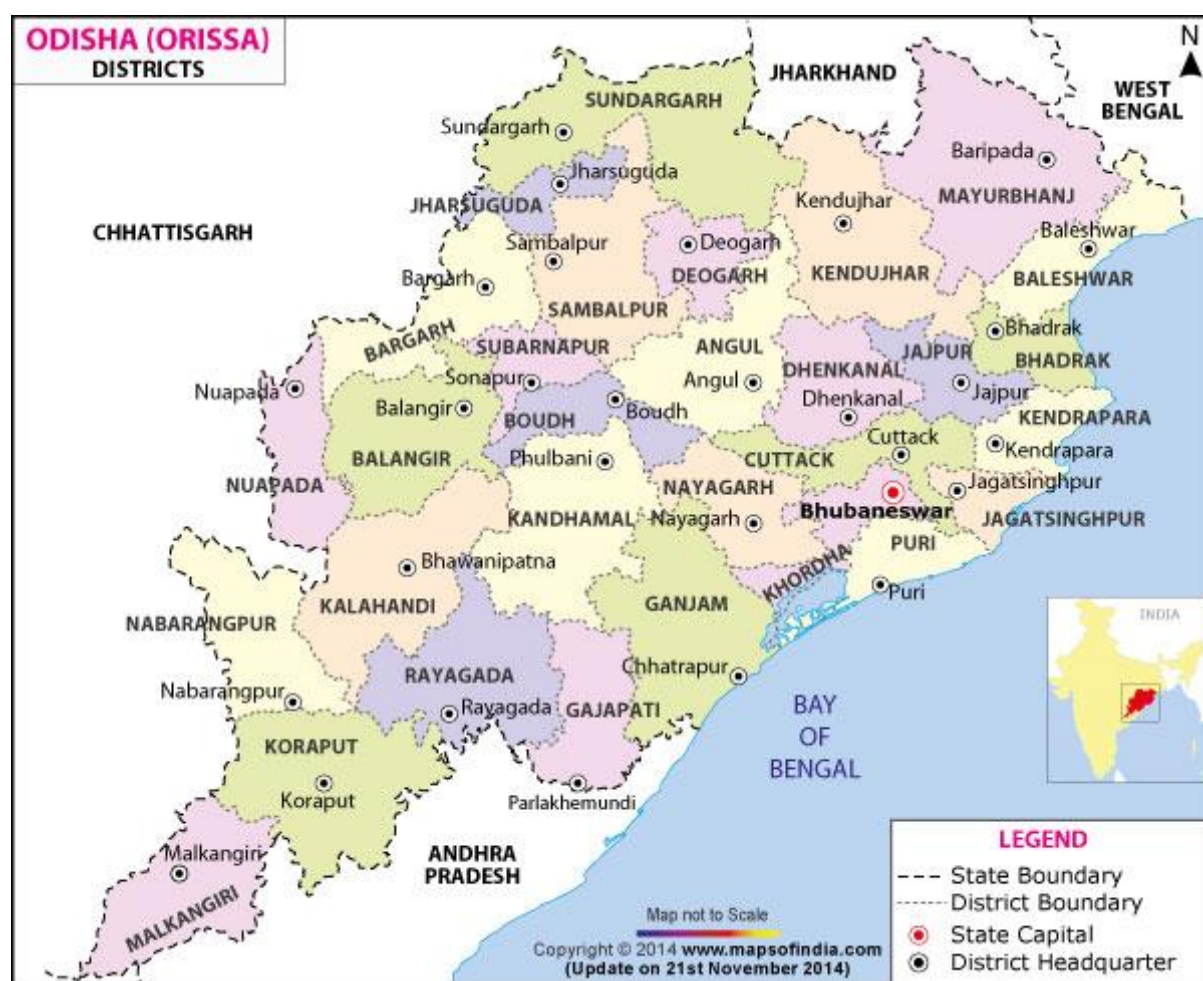 ODISHA (ORISSA)
DISTRICTS
N
JHARKHAND
WEST
BENGAL
SUNDARGARH
Sundargarh
Baripada
Jharsuguda
MAYURBHANJ
JHARSUGUDA
Kendujhar
CHHATTISGARH
Sambalpur
Deogarh
Baleshwar
Bargarh
DEOGARH
KENDUJHAR
BALESHWAR
SAMBALPUR
BARGARH
SUBARNAPUR
ANGUL
JAJPUR
Bhadrak
BHADRAK
Nuapada
Sonapur
Angul
DHENKANAL
Dhenkanal
Jajpur
Balangir
BOUDH
Boudh
KENDRAPARA
Cuttack
BALANGIR
Phulbani
CUTTACK
Kendrapara
NUAPADA
NAYAGARH
Jagatsinghpur
KANDHAMAL
Nayagarh
Bhubaneswar
JAGATSINGHPUR
PURI
Bhawanipatna
KHORDHA
Puri
KALAHANDI
GANJAM
NABARANGPUR
INDIA
RAYAGADA
Chhatrapur
Nabarangpur
Rayagada
GAJAPATI
BAY
OF
BENGAL
KORAPUT
Koraput
Parlakhemundi
Malkangiri
ANDHRA
PRADESH
MALKANGIRI
LEGEND
State Boundary
District Boundary
State Capital
District Headquarter
Map not to Scale
Copyright © 2014 www.mapsofindia.com
(Update on 21st November 2014)